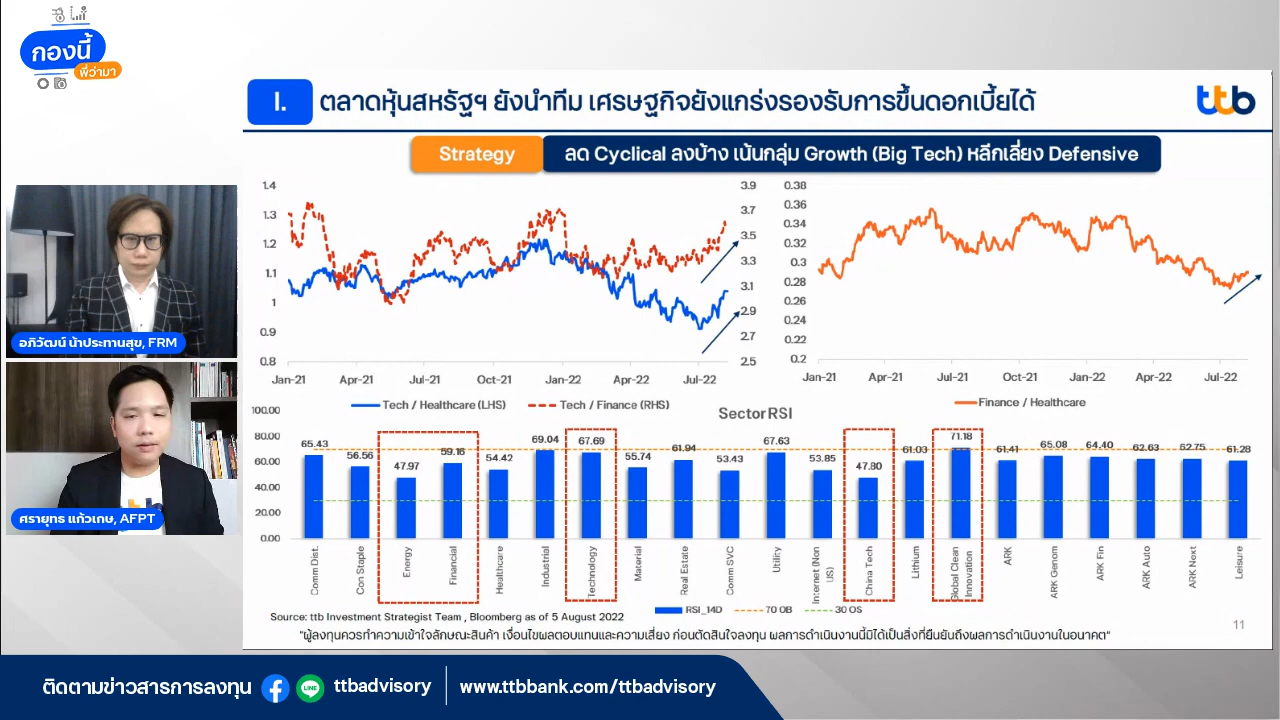 กองนี้
พี่ว่ามา
I.
ตลาดหุ้นสหรัฐฯ ยังนำทีม เศรษฐกิจยังแกร่งรองรับการขึ้นดอกเบี้ยได้
ttb
Strategy
ลด Cyclical ลงบ้าง เน้นกลุ่ม Growth (Big Tech) หลีกเลี่ยง Defensive
1.4
1.3
1.2
1.1
1
0.9
0.8
3.9
3.7
3.5
3.3
3.1
2.9
2.7
2.5
Jan-21 Apr-21 Jul-21 Oct-21 Jan-22 Apr-22 Jul-22
Tech / Healthcare (LHS) Tech / Finance (RHS)
0.38
0.36
0.34
0.32
0.3
0.28
0.26
0.24
0.22
0.2
Jan-21 Apr-21 Jul-21 Oct-21 Jan-22 Apr-22 Jul-22
Finance / Healthcare
Sector RSI
100.00
80.00
60.00
40.00
20.00
0.00
65.43 56.56 47.97 59.16 54.42 69.04 67.69 55.74 61.94 53.43 67.63 53.85 47.80 61.03 71.18 61.41 65.08 64.40 62.63 62.75 61.28
Comm Dist.
Con Staple
Energy
Financial
Healthcare
Industrial
Technology
Material
Real Estate
Comm SVC
Utility
Internet (Non US)
China Tech
Lithium
Global Clean Innovation
ARK
ARK Genom
ARK Fin
ARK Auto
ARK Next
Leisure
RSI_14D 70 OB 30 OS
Source: ttb Investment Strategist Team , Bloomberg as of 5 August 2022
"ผู้ลงทุนควรทำความเข้าใจลักษณะสินค้า เงื่อนไขผลตอบแทนและความเสี่ยง ก่อนตัดสินใจลงทุน ผลการดำเนินงานนี้มิได้เป็นสิ่งที่ยืนยันถึงผลการดำเนินงานในอนาคต"
11
อภิวัฒน์ น้าประทานสุข, FRM
ttb
ศรายุทธ แก้วเกษ, AFPT
ติดตามข่าวสารการลงทุน
LINE
ttbadvisory
www.ttbbank.com/ttbadvisory